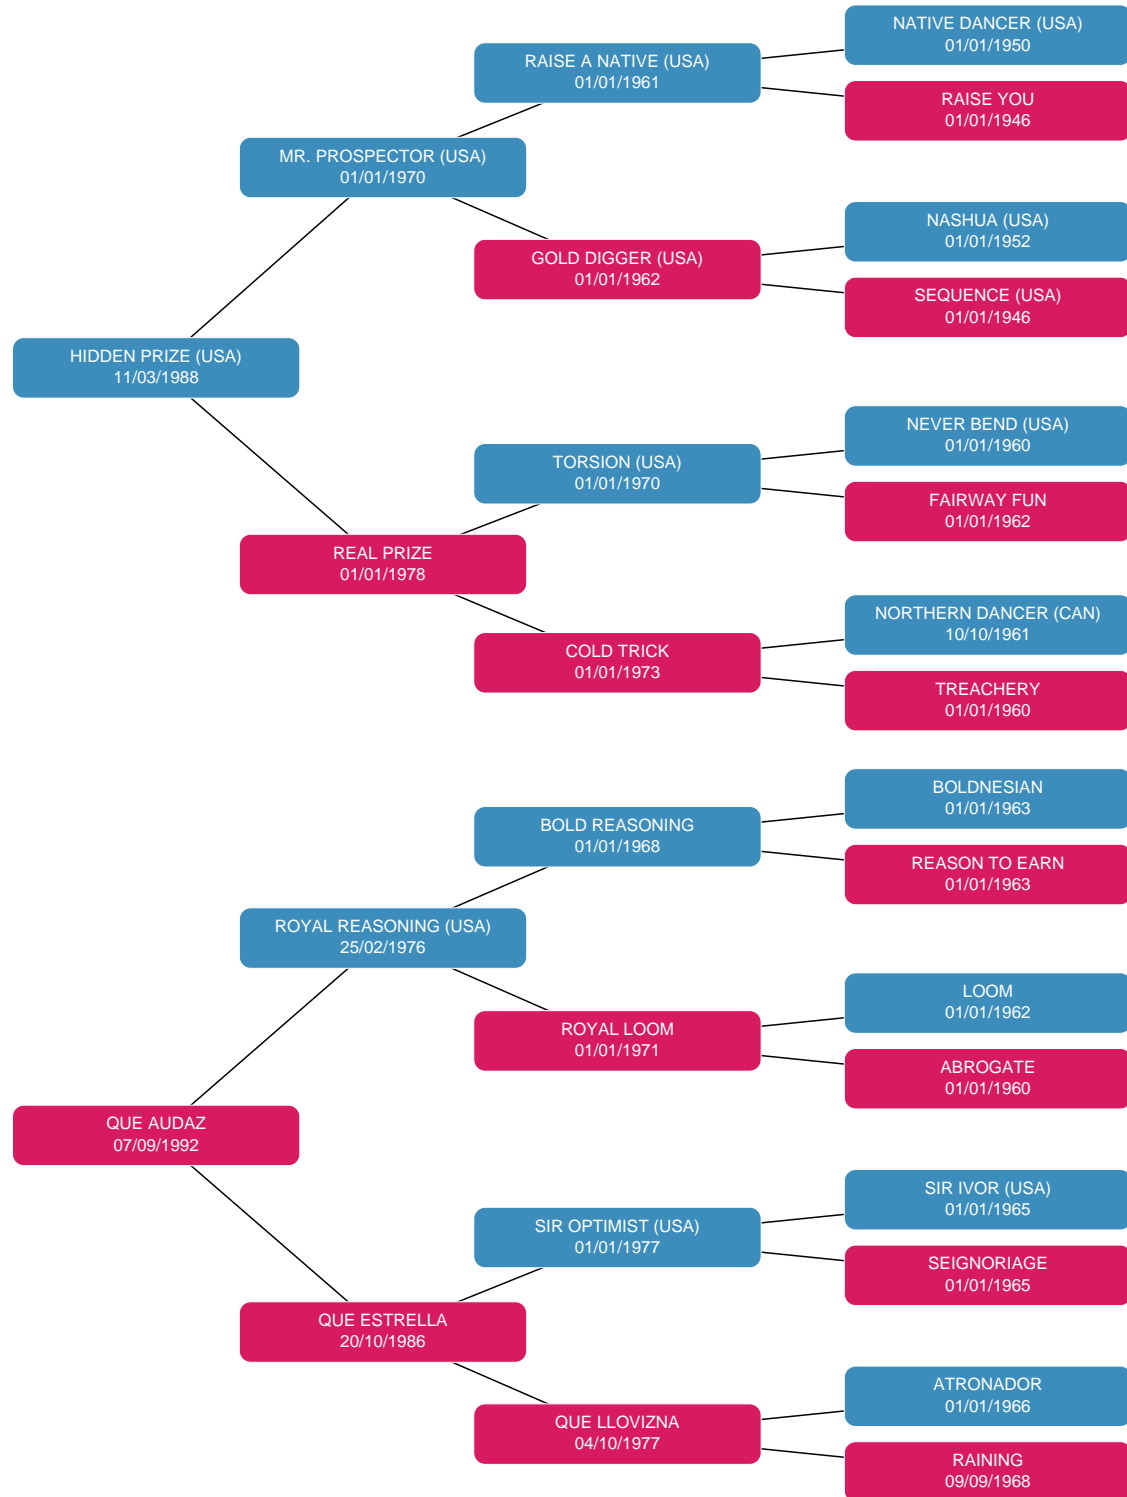 NATIVE DANCER (USA)
01/01/1950
RAISE A NATIVE (USA)
01/01/1961
RAISE YOU
01/01/1946
MR. PROSPECTOR (USA)
01/01/1970
NASHUA (USA)
01/01/1952
GOLD DIGGER (USA)
01/01/1962
SEQUENCE (USA)
01/01/1946
HIDDEN PRIZE (USA)
11/03/1988
NEVER BEND (USA)
01/01/1960
TORSION (USA)
01/01/1970
FAIRWAY FUN
01/01/1962
REAL PRIZE
01/01/1978
NORTHERN DANCER (CAN)
10/10/1961
COLD TRICK
01/01/1973
TREACHERY
01/01/1960
BOLDNESIAN
01/01/1963
BOLD REASONING
01/01/1968
REASON TO EARN
01/01/1963
ROYAL REASONING (USA)
25/02/1976
LOOM
01/01/1962
ROYAL LOOM
01/01/1971
ABROGATE
01/01/1960
QUE AUDAZ
07/09/1992
SIR IVOR (USA)
01/01/1965
SIR OPTIMIST (USA)
01/01/1977
SEIGNORIAGE
01/01/1965
QUE ESTRELLA
20/10/1986
ATRONADOR
01/01/1966
QUE LLOVIZNA
04/10/1977
RAINING
09/09/1968